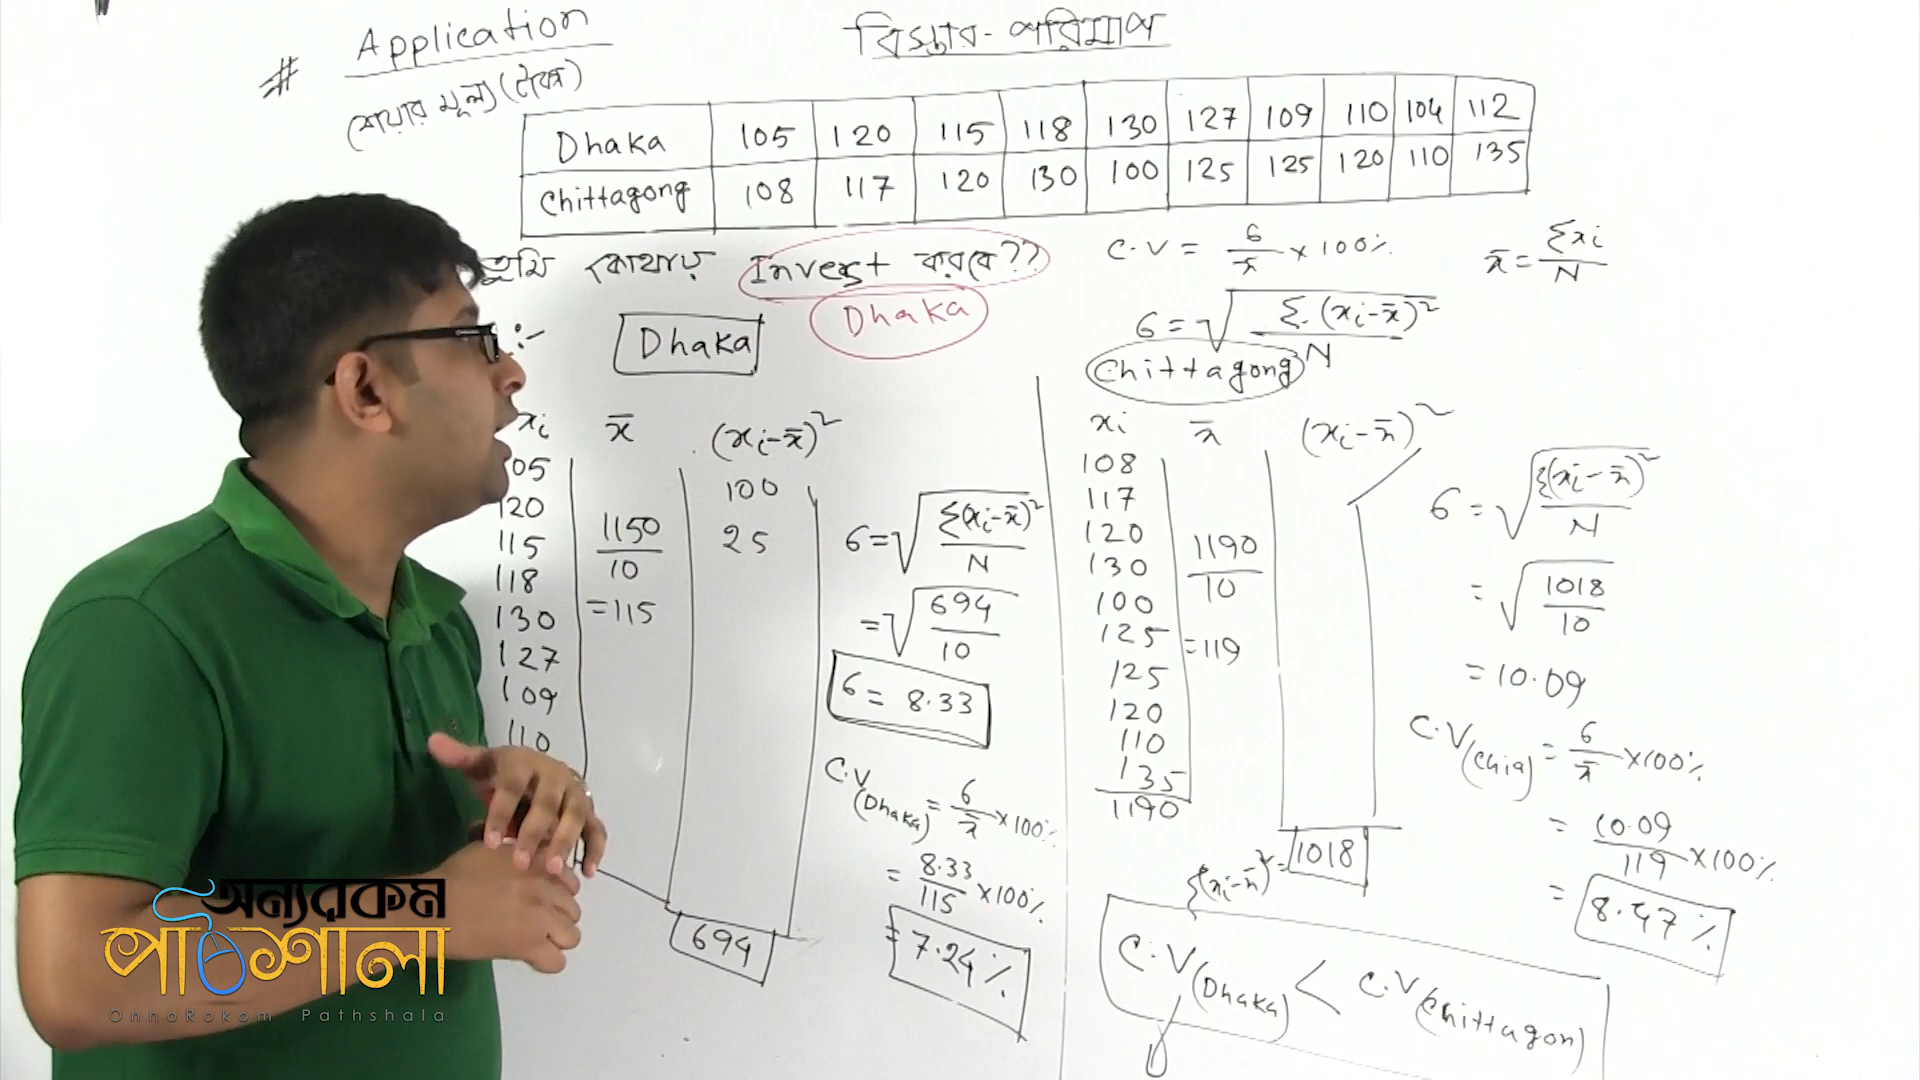 # Application
বিস্তার-পরিমাপ
শেয়ার মূল্য (টাকা)
Dhaka 105 120 115 118 130 127 109 110 104 112
Chittagong 108 117 120 130 100 125 125 120 110 135
তুমি কোথায় Invest করবে??
Dhaka
C.V = σ/x̄ × 100%
x̄ = Σxi/N
σ = √(Σ(xi-x̄)²/N)
Dhaka
xi x̄ (xi-x̄)²
105
120
115
118
130
127
109
110
1150/10
=115
100
25
694
σ = √(Σ(xi-x̄)²/N)
= √(694/10)
σ = 8.33
C.V(Dhaka) = σ/x̄ × 100%
= 8.33/115 × 100%
= 7.24%
Chittagong
xi x̄ (xi-x̄)²
108
117
120
130
100
125
125
120
110
135
1190
1190/10
=119
Σ(xi-x̄)² = 1018
σ = √(Σ(xi-x̄)²/N)
= √(1018/10)
= 10.09
C.V = σ/x̄ × 100%
= 10.09/119 × 100%
= 8.47%
C.V(Dhaka) < C.V(Chittagon)
অন্যরকম
পাঠশালা
OnnoRokom Pathshala